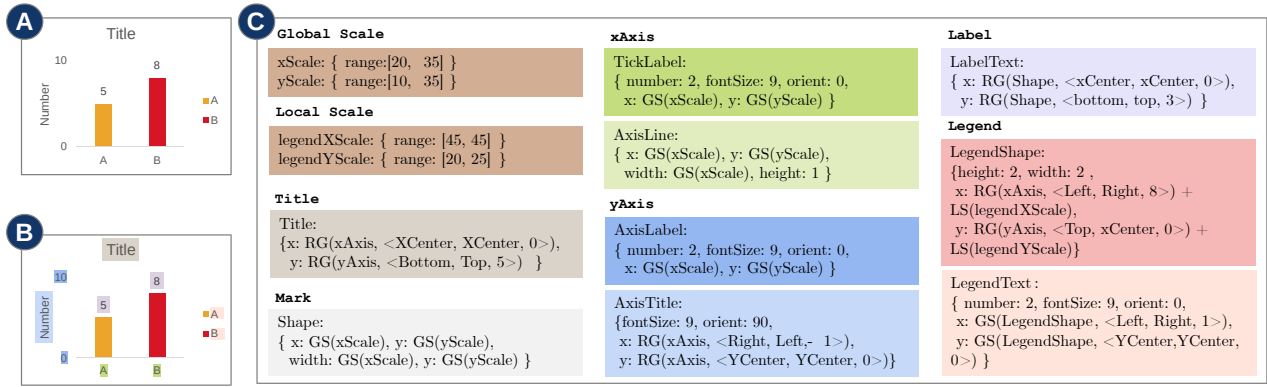 A
Title
10
8
5
Number
A
B
0
A
B
B
Title
10
8
5
Number
A
B
0
A
B
C
Global Scale
xScale: { range:[20, 35] }
yScale: { range:[10, 35] }
Local Scale
legendXScale: { range: [45, 45] }
legendYScale: { range: [20, 25] }
Title
Title:
{x: RG(xAxis, <XCenter, XCenter, 0>),
y: RG(yAxis, <Bottom, Top, 5>) }
Mark
Shape:
{ x: GS(xScale), y: GS(yScale),
width: GS(xScale), y: GS(yScale) }
xAxis
TickLabel:
{ number: 2, fontSize: 9, orient: 0,
x: GS(xScale), y: GS(yScale) }
AxisLine:
{ x: GS(xScale), y: GS(yScale),
width: GS(xScale), height: 1 }
yAxis
AxisLabel:
{ number: 2, fontSize: 9, orient: 0,
x: GS(xScale), y: GS(yScale) }
AxisTitle:
{fontSize: 9, orient: 90,
x: RG(xAxis, <Right, Left,- 1>),
y: RG(xAxis, <YCenter, YCenter, 0>)}
Label
LabelText:
{ x: RG(Shape, <xCenter, xCenter, 0>),
y: RG(Shape, <bottom, top, 3>) }
Legend
LegendShape:
{height: 2, width: 2 ,
x: RG(xAxis, <Left, Right, 8>) +
LS(legendXScale),
y: RG(yAxis, <Top, xCenter, 0>) +
LS(legendYScale)}
LegendText:
{ number: 2, fontSize: 9, orient: 0,
x: GS(LegendShape, <Left, Right, 1>),
y: GS(LegendShape, <YCenter,YCenter,
0>) }